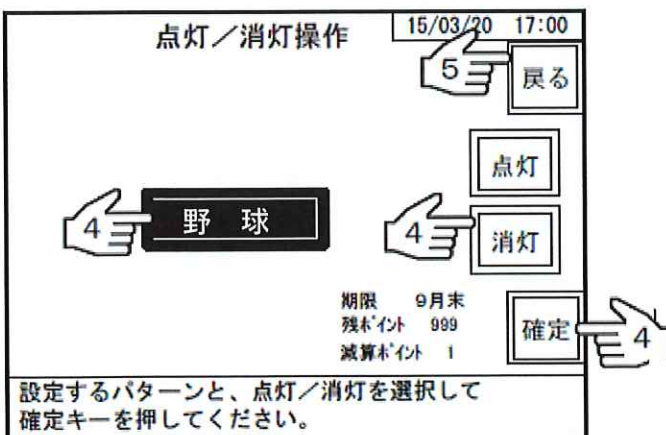 点灯／消灯操作
15/03/20 17:00
5
戻る
点灯
4
野 球
4
消灯
期限 9月末
残ﾎﾟｲﾝﾄ 999
減算ﾎﾟｲﾝﾄ 1
確定
4
設定するパターンと、点灯／消灯を選択して
確定キーを押してください。